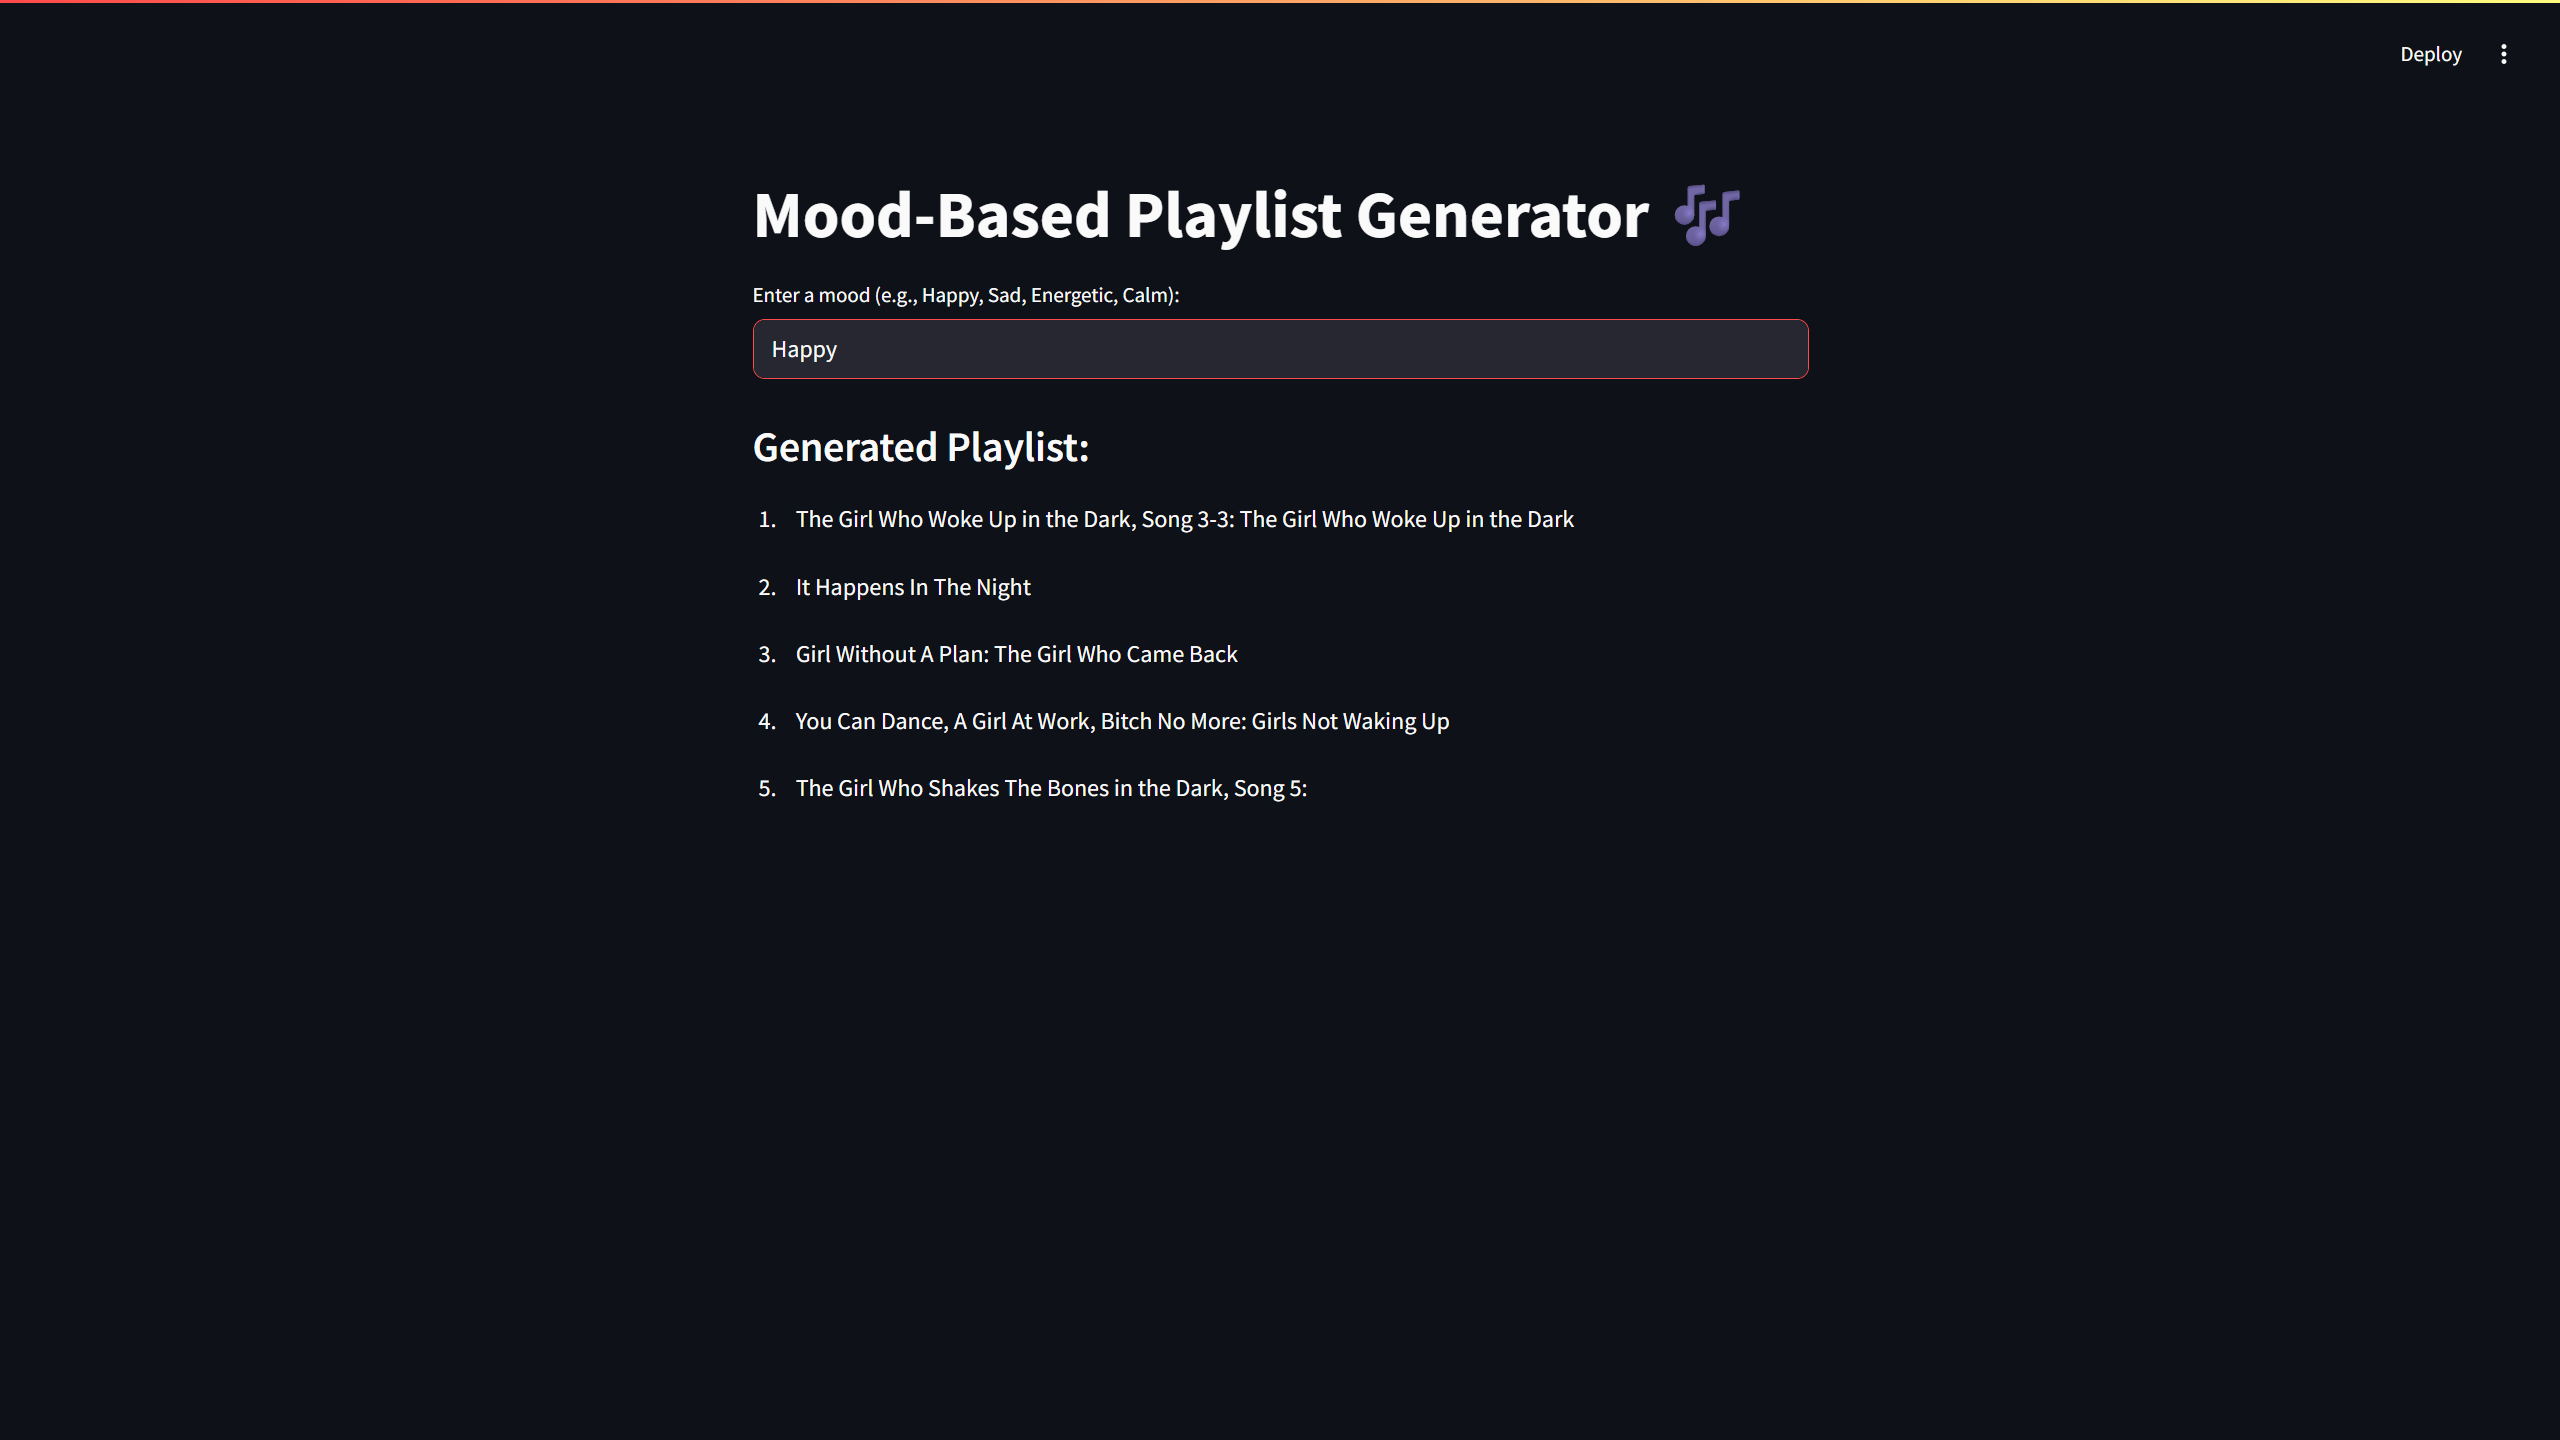 Deploy
Mood-Based Playlist Generator
Enter a mood (e.g., Happy, Sad, Energetic, Calm):
Happy
Generated Playlist:
1. The Girl Who Woke Up in the Dark, Song 3-3: The Girl Who Woke Up in the Dark
2. It Happens In The Night
3. Girl Without A Plan: The Girl Who Came Back
4. You Can Dance, A Girl At Work, Bitch No More: Girls Not Waking Up
5. The Girl Who Shakes The Bones in the Dark, Song 5: